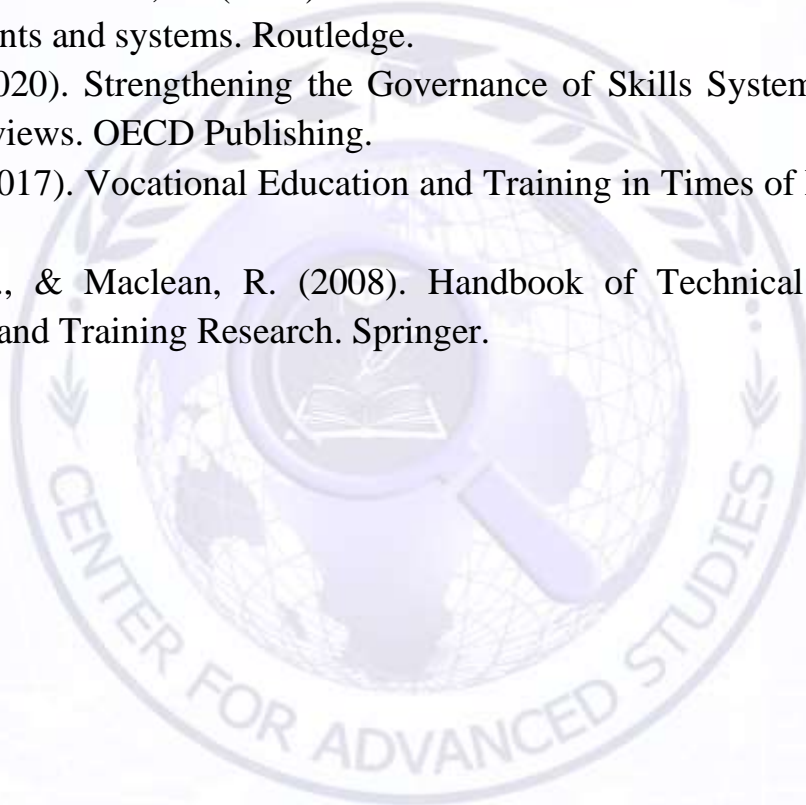 nts and systems. Routledge.
020). Strengthening the Governance of Skills System
views. OECD Publishing.
017). Vocational Education and Training in Times of
., & Maclean, R. (2008). Handbook of Technical
and Training Research. Springer.
CENTER FOR ADVANCED STUDIES